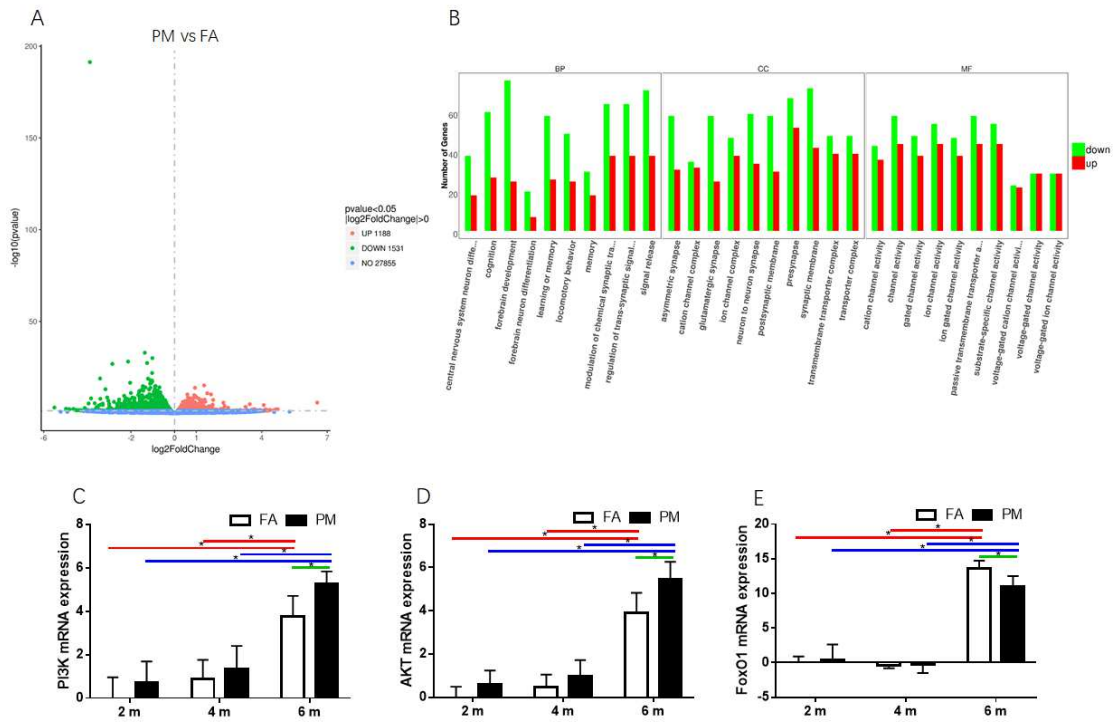 A
PM vs FA
200
150
100
50
-log10(pvalue)
-6
-2
0
1
4
7
log2FoldChange
pvalue<0.05
|log2FoldChange|>0
UP 1188
DOWN 1531
NO 27855
B
BP
CC
MF
Number of Genes
60
40
20
0
down
up
central nervous system neuron diffe...
cognition
forebrain development
forebrain neuron differentiation
learning or memory
locomotory behavior
memory
modulation of chemical synaptic tra...
regulation of trans-synaptic signal...
signal release
asymmetric synapse
cation channel complex
glutamatergic synapse
ion channel complex
neuron to neuron synapse
postsynaptic membrane
presynapse
synaptic membrane
transmembrane transporter complex
transporter complex
cation channel activity
channel activity
gated channel activity
ion channel activity
ion gated channel activity
passive transmembrane transporter a...
substrate-specific channel activity
voltage-gated cation channel activi...
voltage-gated channel activity
voltage-gated ion channel activity
C
FA PM
PI3K mRNA expression
8
6
4
2
0
* * * * *
2 m 4 m 6 m
D
FA PM
AKT mRNA expression
8
6
4
2
0
* * * * *
2 m 4 m 6 m
E
FA PM
FoxO1 mRNA expression
20
15
10
5
0
-5
* * * * *
2 m 4 m 6 m